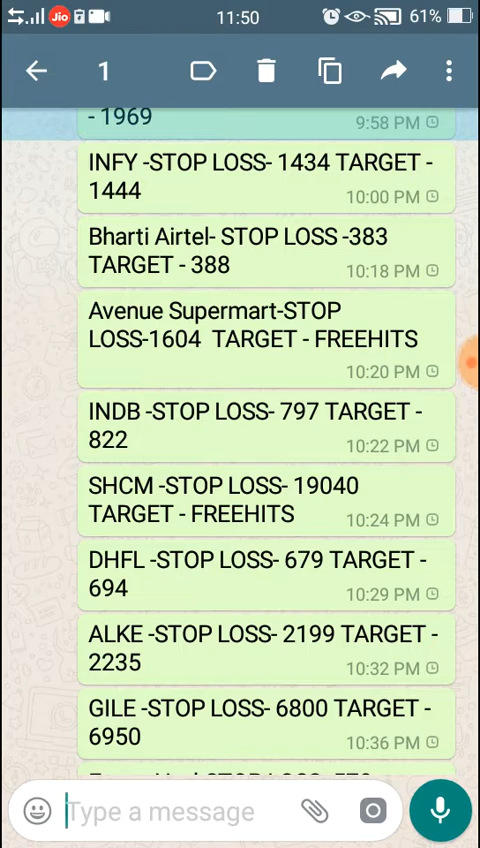 Jio
11:50
61%
1
- 1969
9:58 PM
INFY -STOP LOSS- 1434 TARGET -
1444
10:00 PM
Bharti Airtel- STOP LOSS -383
TARGET - 388
10:18 PM
Avenue Supermart-STOP
LOSS-1604 TARGET - FREEHITS
10:20 PM
INDB -STOP LOSS- 797 TARGET -
822
10:22 PM
SHCM -STOP LOSS- 19040
TARGET - FREEHITS
10:24 PM
DHFL -STOP LOSS- 679 TARGET -
694
10:29 PM
ALKE -STOP LOSS- 2199 TARGET -
2235
10:32 PM
GILE -STOP LOSS- 6800 TARGET -
6950
10:36 PM
Type a message